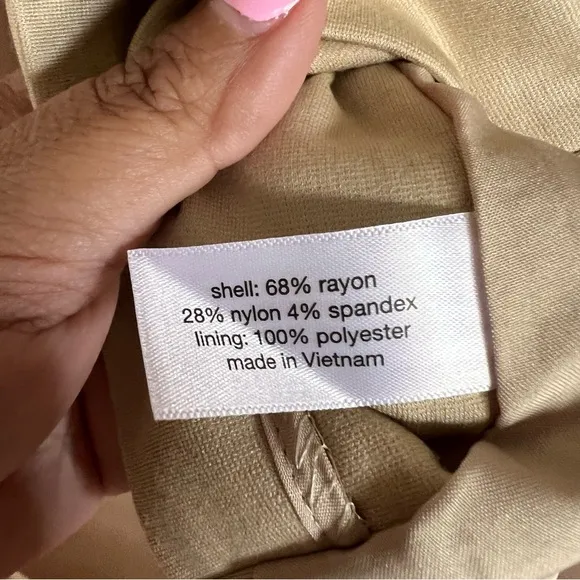 shell: 68% rayon
28% nylon 4% spandex
lining: 100% polyester
made in Vietnam